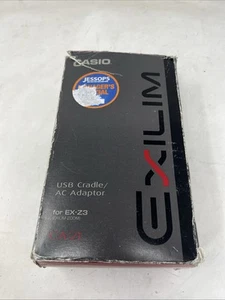 CASIO
JESSOPS
EXILIM
USB Cradle/
AC Adaptor
for EX-Z3